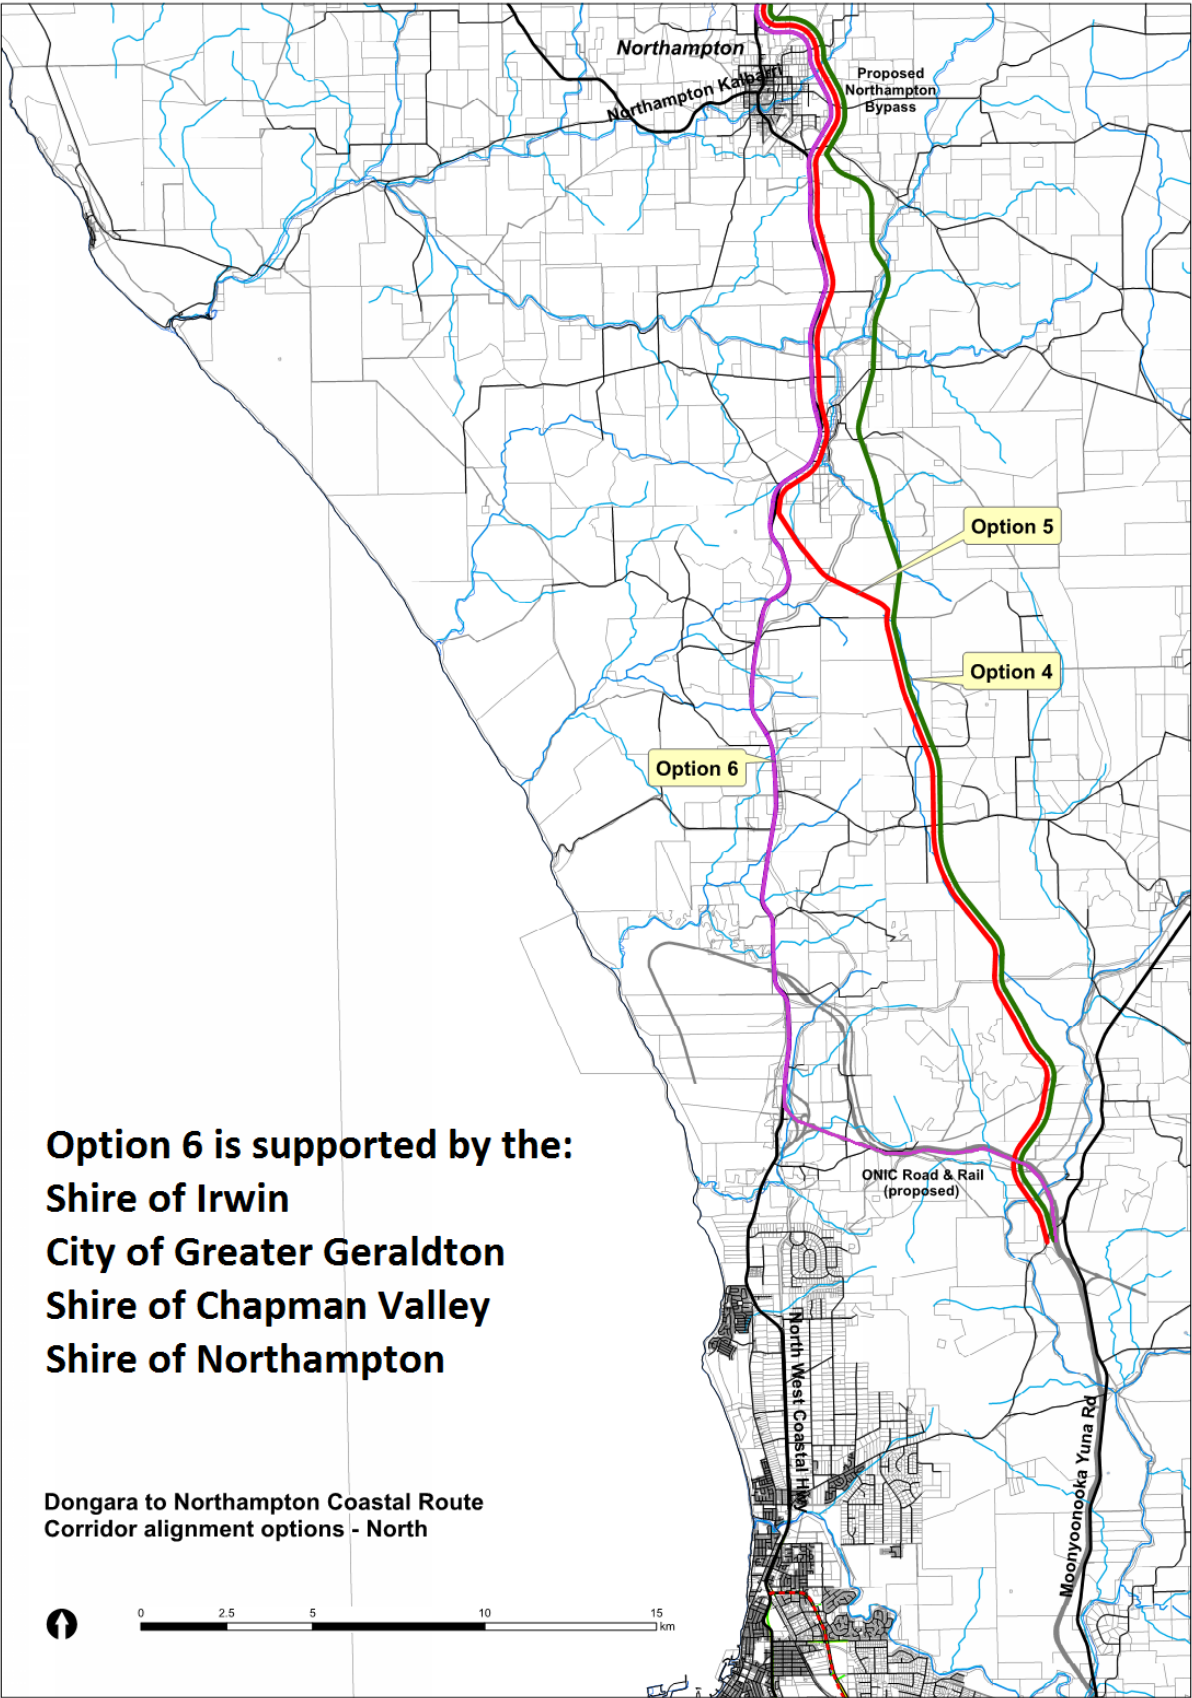 Northampton
Northampton Kalbarri
Proposed
Northampton
Bypass
Option 5
Option 4
Option 6
ONIC Road & Rail
(proposed)
Option 6 is supported by the:
Shire of Irwin
City of Greater Geraldton
Shire of Chapman Valley
Shire of Northampton
North West Coastal Hwy
Moonyoonooka Yuna Rd
Dongara to Northampton Coastal Route
Corridor alignment options - North
0 2.5 5 10 15
km